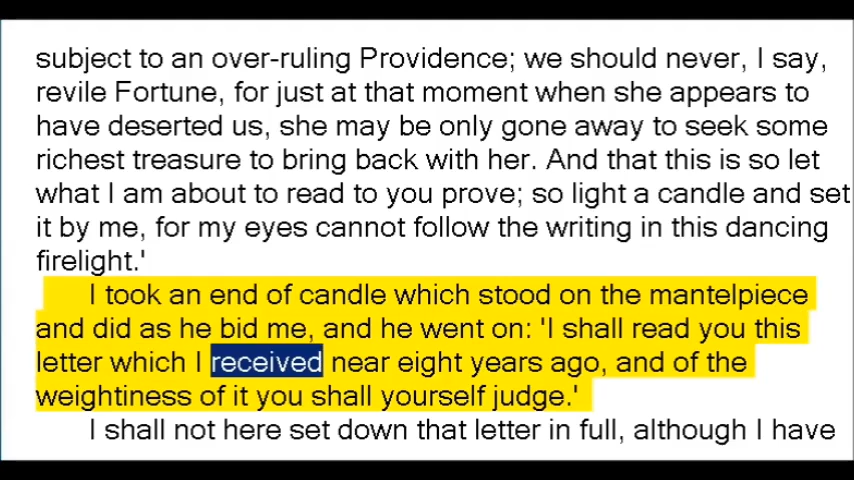 subject to an over-ruling Providence; we should never, I say,
revile Fortune, for just at that moment when she appears to
have deserted us, she may be only gone away to seek some
richest treasure to bring back with her. And that this is so let
what I am about to read to you prove; so light a candle and set
it by me, for my eyes cannot follow the writing in this dancing
firelight.'
I took an end of candle which stood on the mantelpiece
and did as he bid me, and he went on: 'I shall read you this
letter which I received near eight years ago, and of the
weightiness of it you shall yourself judge.'
I shall not here set down that letter in full, although I have